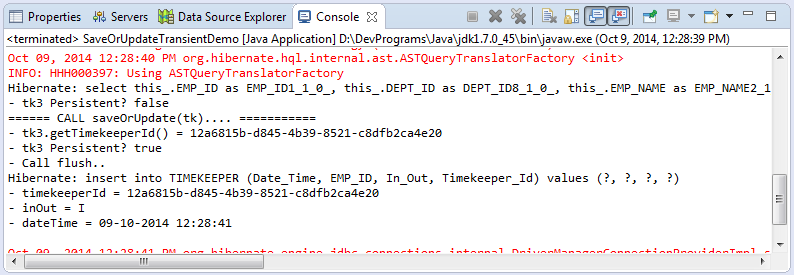 Properties Servers Data Source Explorer Console
<terminated> SaveOrUpdateTransientDemo [Java Application] D:\DevPrograms\Java\jdk1.7.0_45\bin\javaw.exe (Oct 9, 2014, 12:28:39 PM)
Oct 09, 2014 12:28:40 PM org.hibernate.hql.internal.ast.ASTQueryTranslatorFactory <init>
INFO: HHH000397: Using ASTQueryTranslatorFactory
Hibernate: select this_.EMP_ID as EMP_ID1_1_0_, this_.DEPT_ID as DEPT_ID8_1_0_, this_.EMP_NAME as EMP_NAME2_1
- tk3 Persistent? false
====== CALL saveOrUpdate(tk).... ===========
- tk3.getTimekeeperId() = 12a6815b-d845-4b39-8521-c8dfb2ca4e20
- tk3 Persistent? true
- Call flush..
Hibernate: insert into TIMEKEEPER (Date_Time, EMP_ID, In_Out, Timekeeper_Id) values (?, ?, ?, ?)
- timekeeperId = 12a6815b-d845-4b39-8521-c8dfb2ca4e20
- inOut = I
- dateTime = 09-10-2014 12:28:41
Oct 09, 2014 12:28:41 PM org.hibernate.engine.jdbc.connections.internal.DriverManagerConnectionProviderImpl s